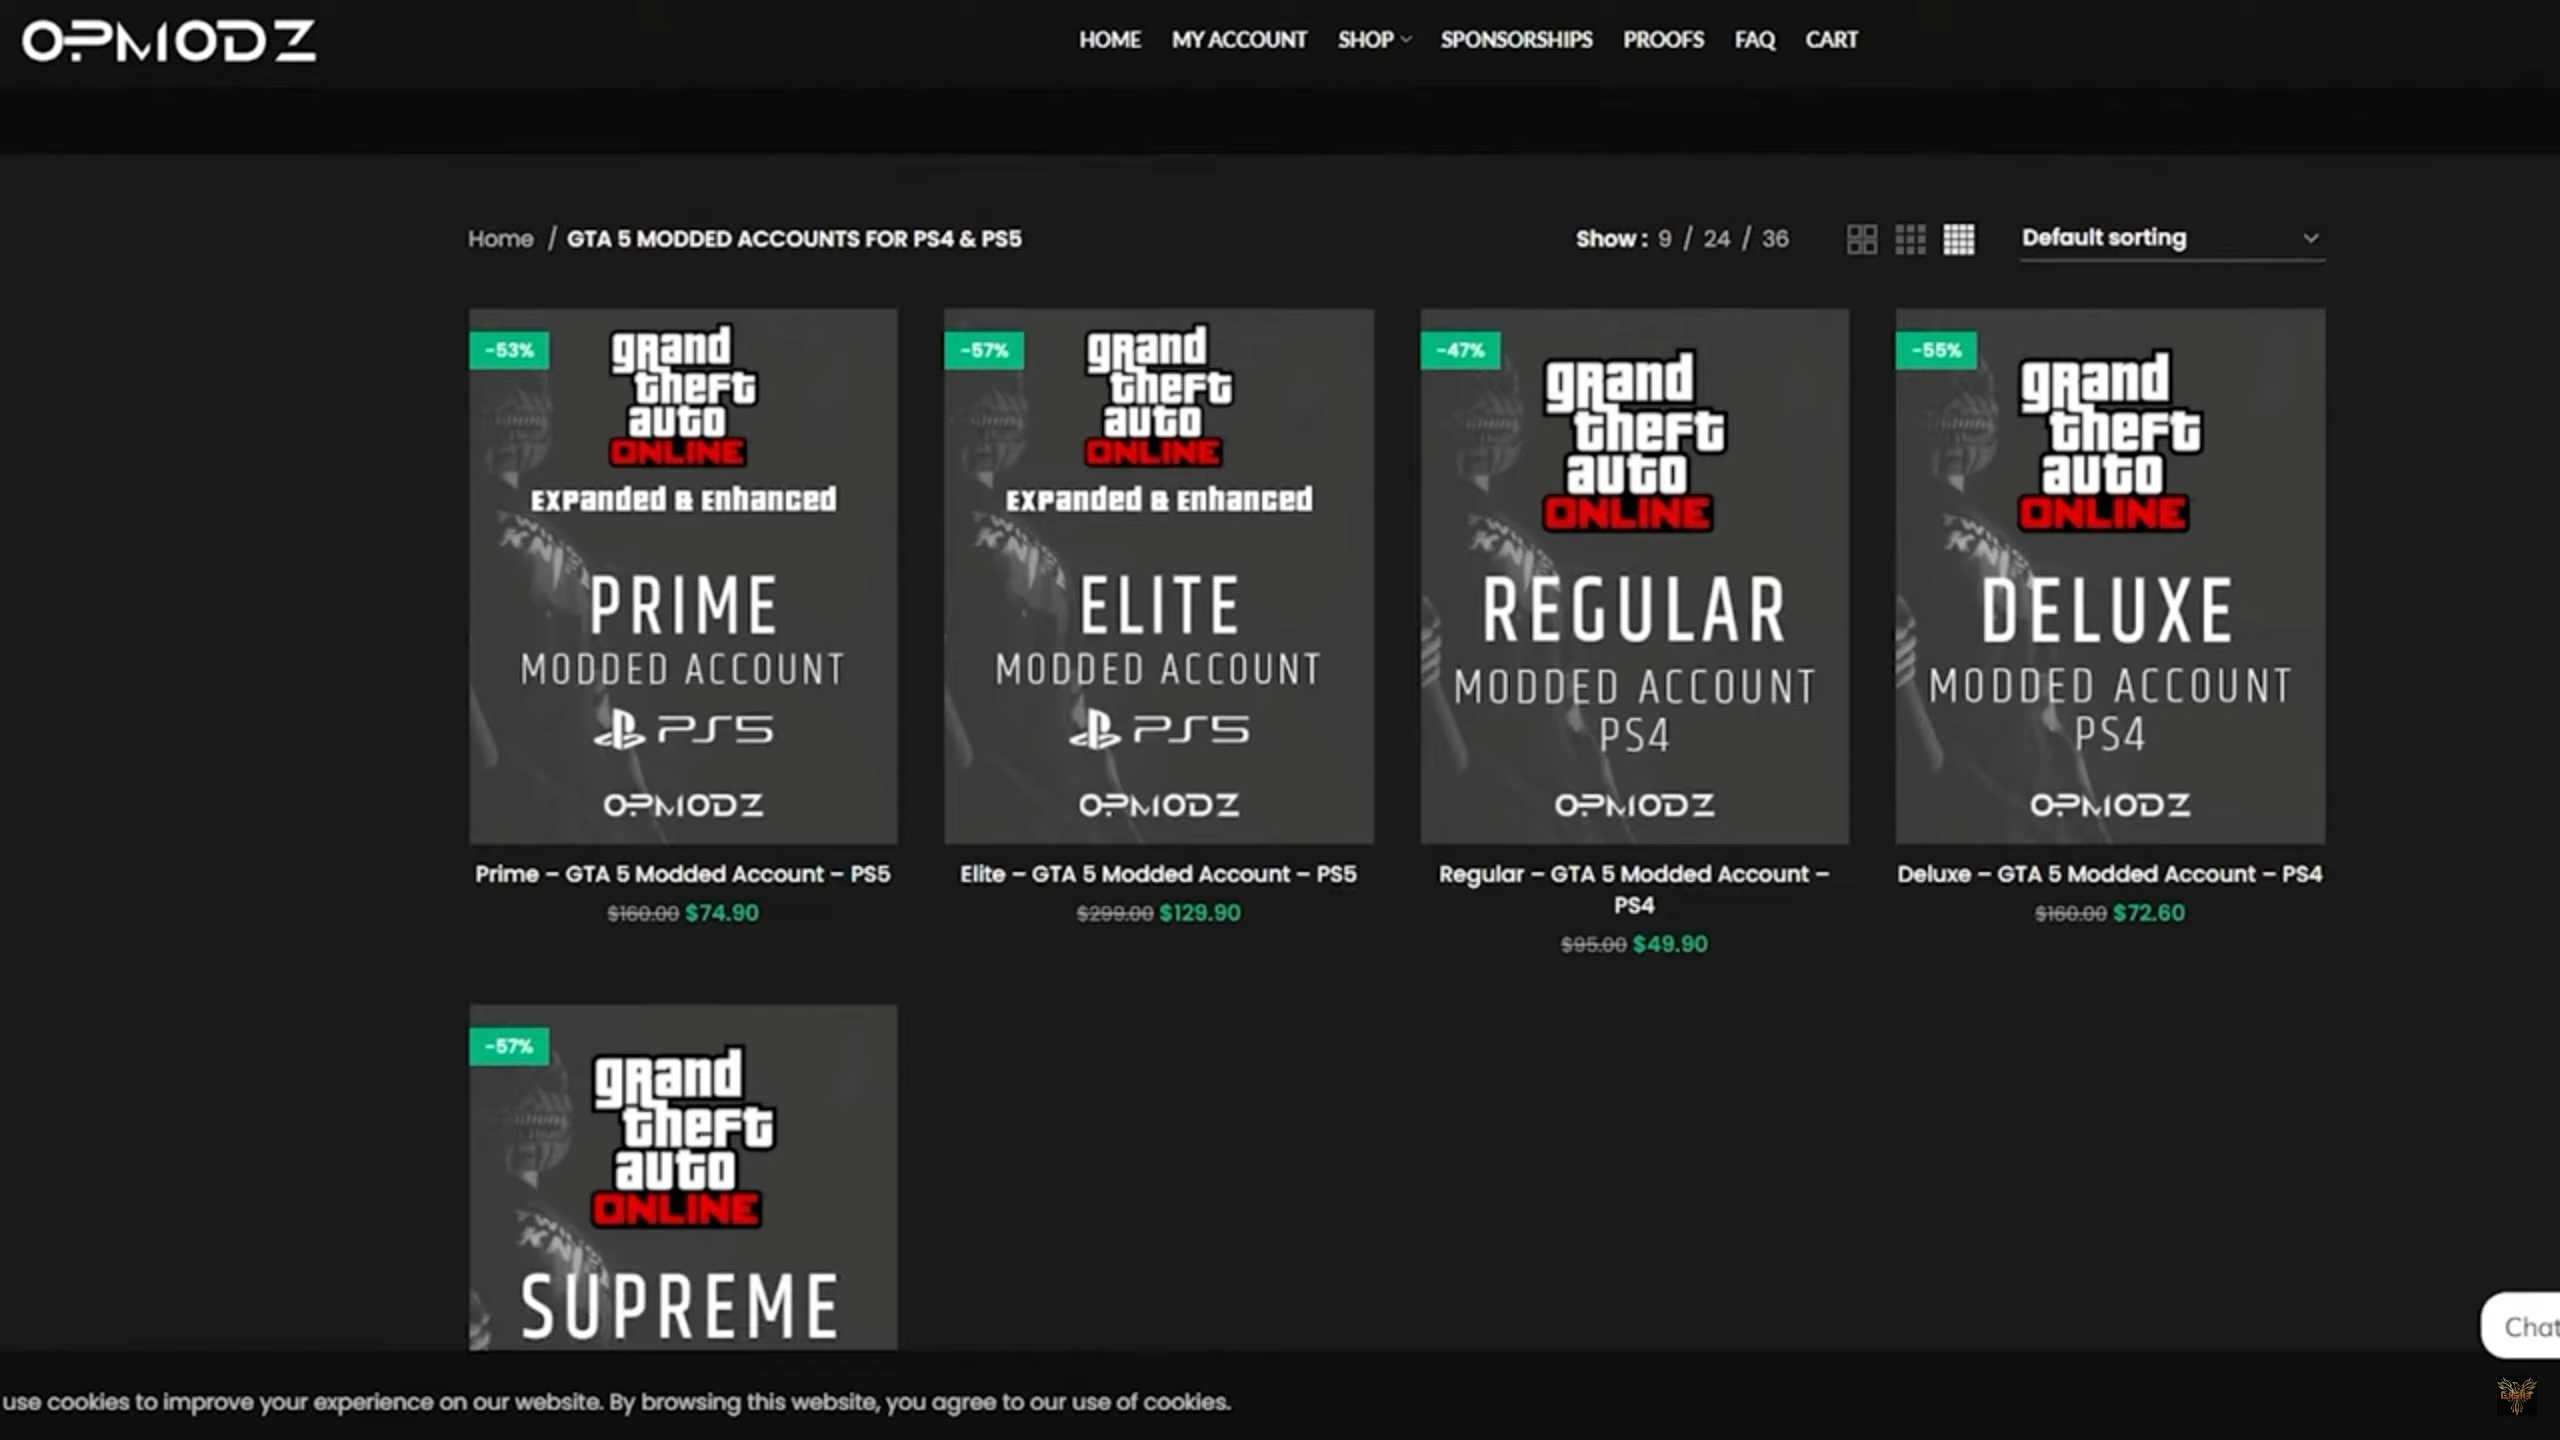 OPMODZ
HOME MY ACCOUNT SHOP SPONSORSHIPS PROOFS FAQ CART
Home / GTA 5 MODDED ACCOUNTS FOR PS4 & PS5
Show : 9 / 24 / 36
Default sorting
-53%
grand
theft
auto
ONLINE
Expanded & Enhanced
PRIME
MODDED ACCOUNT
PS5
OPMODZ
Prime – GTA 5 Modded Account – PS5
$160.00 $74.90
-57%
grand
theft
auto
ONLINE
Expanded & Enhanced
ELITE
MODDED ACCOUNT
PS5
OPMODZ
Elite – GTA 5 Modded Account – PS5
$299.00 $129.90
-47%
grand
theft
auto
ONLINE
REGULAR
MODDED ACCOUNT
PS4
OPMODZ
Regular – GTA 5 Modded Account –
PS4
$95.00 $49.90
-55%
grand
theft
auto
ONLINE
DELUXE
MODDED ACCOUNT
PS4
OPMODZ
Deluxe – GTA 5 Modded Account – PS4
$160.00 $72.60
-57%
grand
theft
auto
ONLINE
SUPREME
Chat
use cookies to improve your experience on our website. By browsing this website, you agree to our use of cookies.